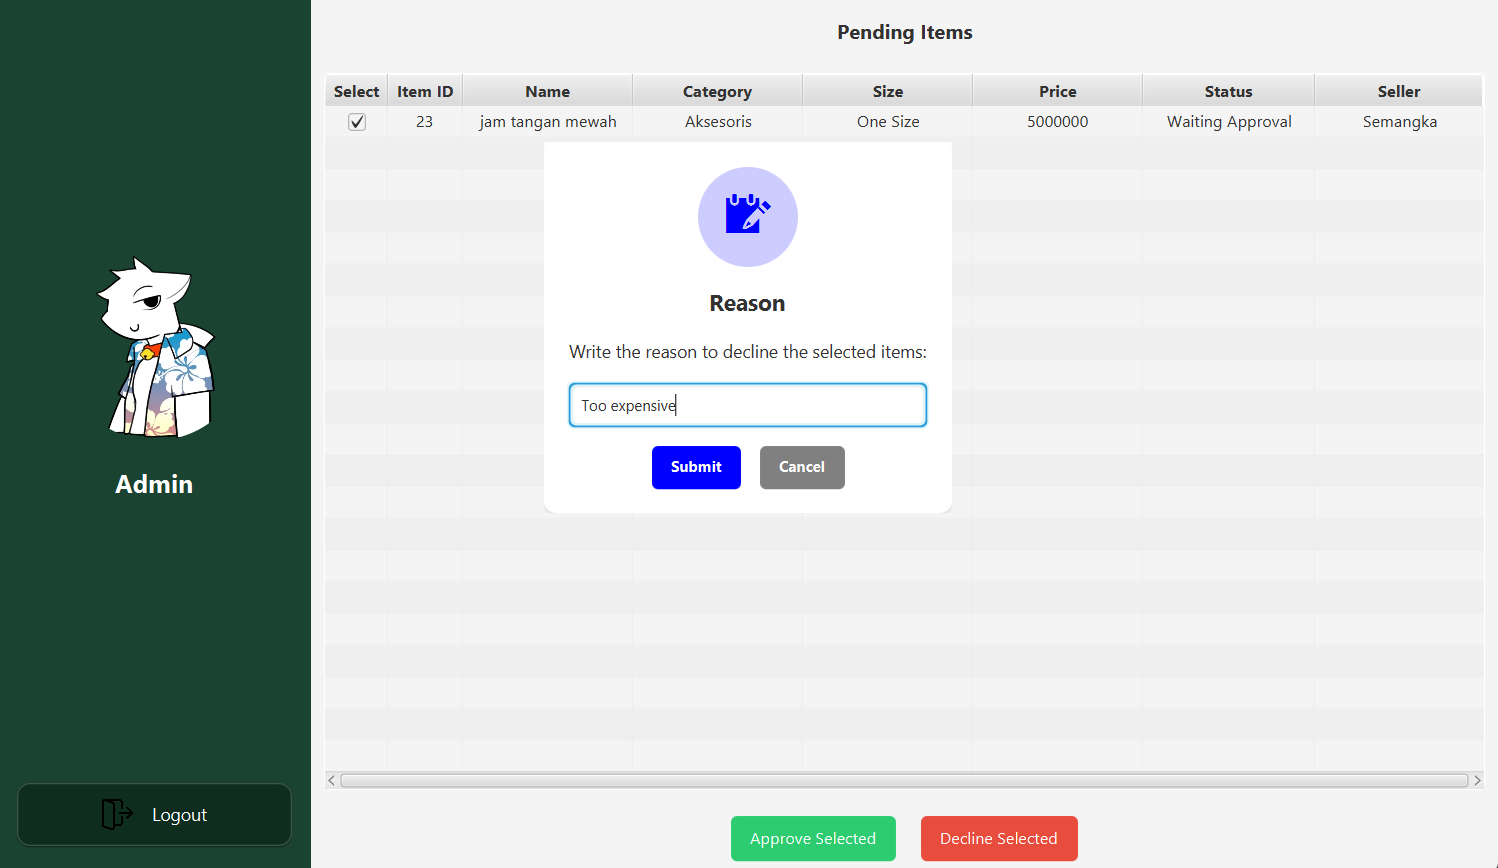 Pending Items
Select Item ID Name Category Size Price Status Seller
23 jam tangan mewah Aksesoris One Size 5000000 Waiting Approval Semangka
Reason
Write the reason to decline the selected items:
Too expensive
Submit Cancel
Admin
Logout
Approve Selected Decline Selected